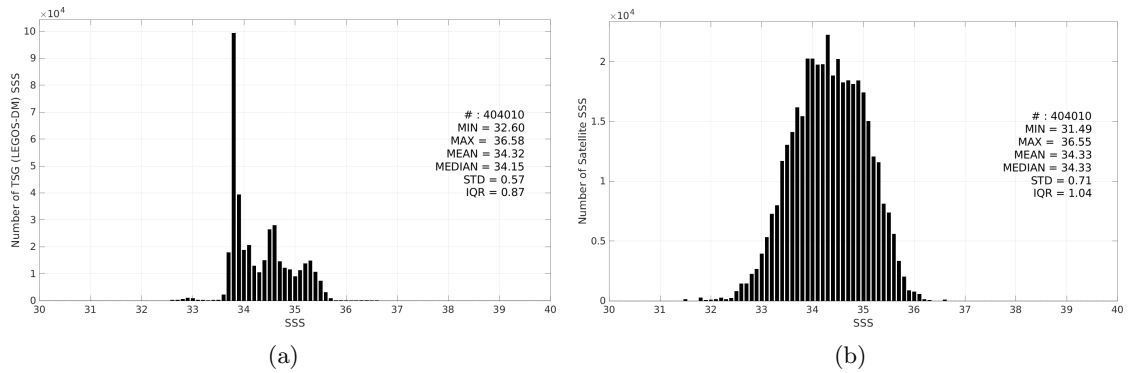 ×10⁴
10
9
8
7
6
5
4
3
2
1
0
Number of TSG (LEGOS-DM) SSS
# : 404010
MIN = 32.60
MAX = 36.58
MEAN = 34.32
MEDIAN = 34.15
STD = 0.57
IQR = 0.87
30 31 32 33 34 35 36 37 38 39 40
SSS
(a)
×10⁴
2
1.5
1
0.5
0
Number of Satellite SSS
# : 404010
MIN = 31.49
MAX = 36.55
MEAN = 34.33
MEDIAN = 34.33
STD = 0.71
IQR = 1.04
30 31 32 33 34 35 36 37 38 39 40
SSS
(b)